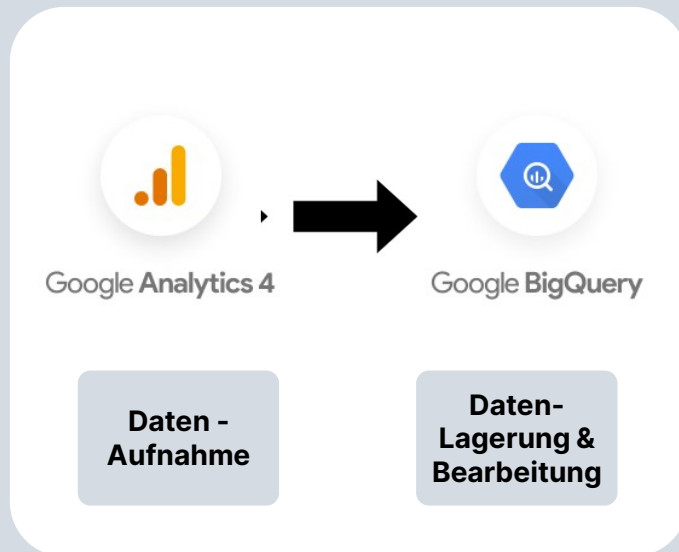 Google Analytics 4
Google BigQuery
Daten -
Aufnahme
Daten-
Lagerung &
Bearbeitung